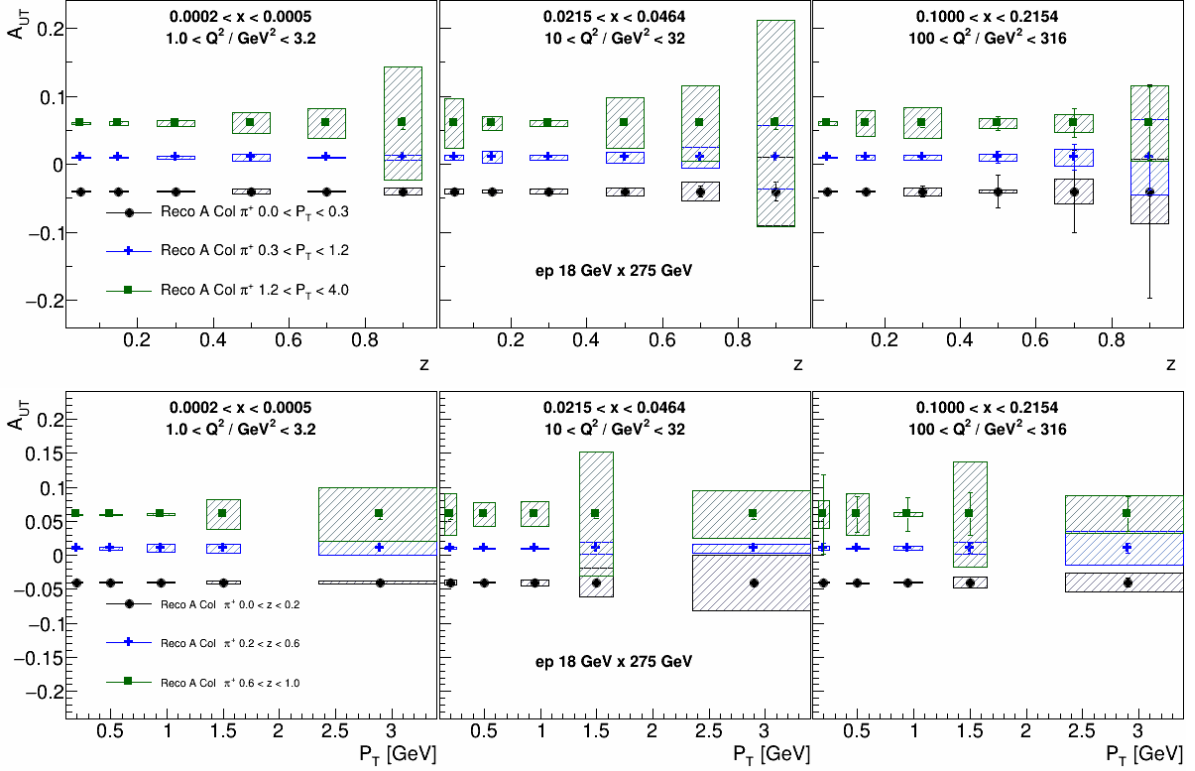 A_UT
0.2
0.1
0
−0.1
−0.2
0.0002 < x < 0.0005
1.0 < Q² / GeV² < 3.2
Reco A Col π⁺ 0.0 < P_T < 0.3
Reco A Col π⁺ 0.3 < P_T < 1.2
Reco A Col π⁺ 1.2 < P_T < 4.0
0.2 0.4 0.6 0.8
z
0.0215 < x < 0.0464
10 < Q² / GeV² < 32
ep 18 GeV x 275 GeV
0.2 0.4 0.6 0.8
z
0.1000 < x < 0.2154
100 < Q² / GeV² < 316
0.2 0.4 0.6 0.8
z
A_UT
0.2
0.15
0.1
0.05
0
−0.05
−0.1
−0.15
−0.2
0.0002 < x < 0.0005
1.0 < Q² / GeV² < 3.2
Reco A Col π⁺ 0.0 < z < 0.2
Reco A Col π⁺ 0.2 < z < 0.6
Reco A Col π⁺ 0.6 < z < 1.0
0.5 1 1.5 2 2.5 3
P_T [GeV]
0.0215 < x < 0.0464
10 < Q² / GeV² < 32
ep 18 GeV x 275 GeV
0.5 1 1.5 2 2.5 3
P_T [GeV]
0.1000 < x < 0.2154
100 < Q² / GeV² < 316
0.5 1 1.5 2 2.5 3
P_T [GeV]